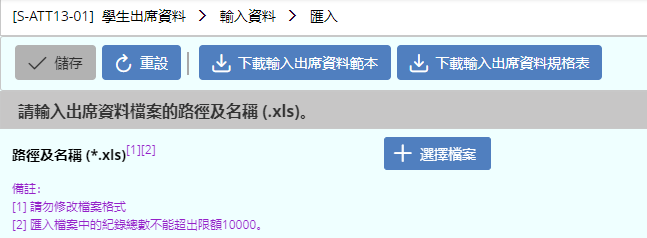 [S-ATT13-01] 學生出席資料 > 輸入資料 > 匯入
儲存 重設 下載輸入出席資料範本 下載輸入出席資料規格表
請輸入出席資料檔案的路徑及名稱 (.xls)。
路徑及名稱 (*.xls)[1][2] 選擇檔案
備註：
[1] 請勿修改檔案格式
[2] 匯入檔案中的紀錄總數不能超出限額10000。